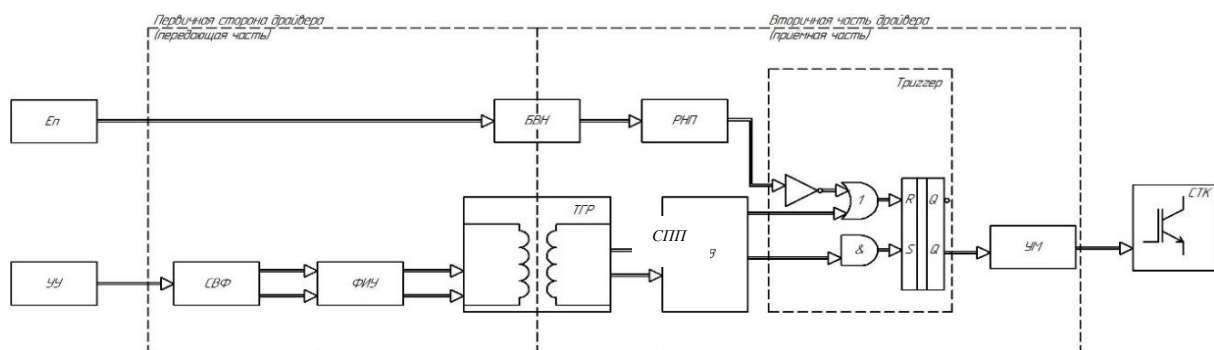 Первичная сторона драйвера
(передающая часть)
Вторичная часть драйвера
(приемная часть)
Триггер
Еп
БВН
РНП
СТК
ТГР
1
R
Q
СПП
&
S
Q
УМ
УУ
СВФ
ФИУ